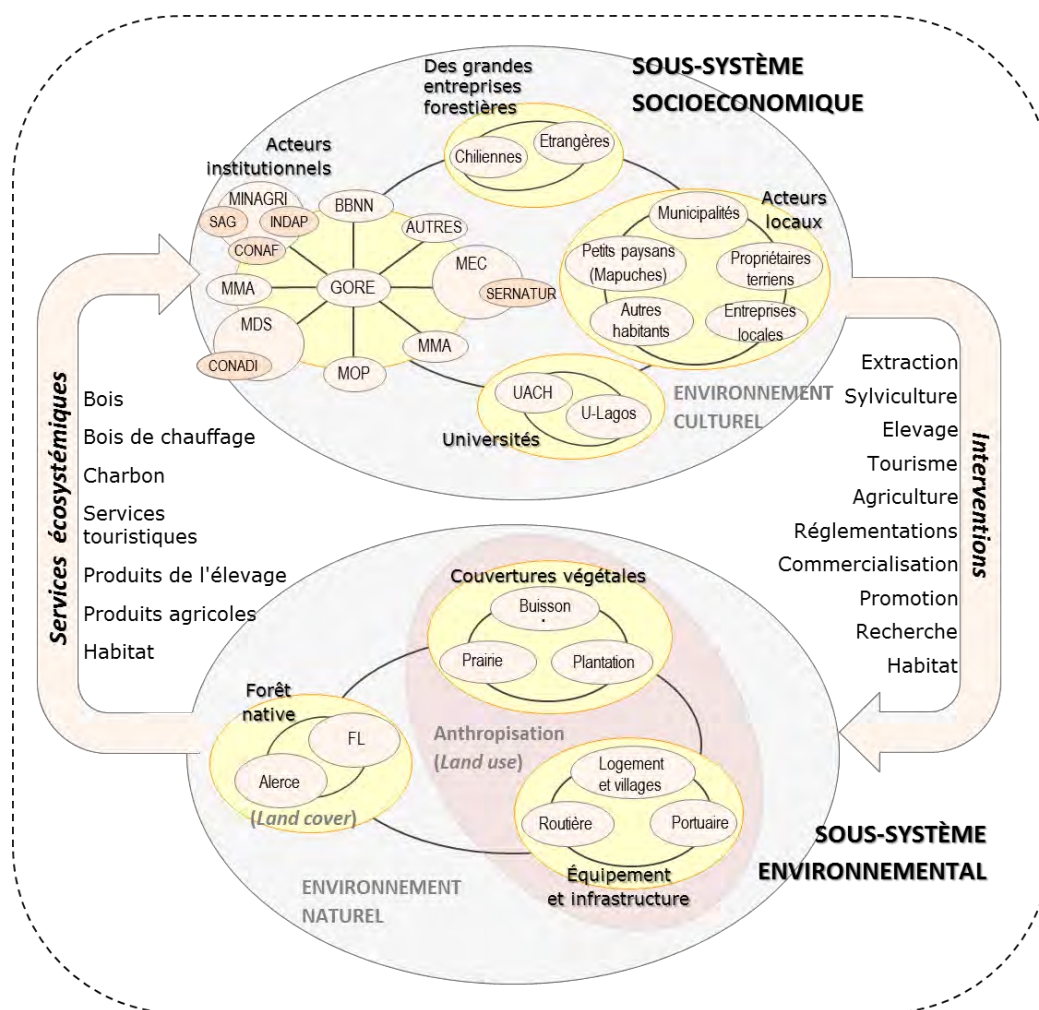 SOUS-SYSTÈME
SOCIOECONOMIQUE
Des grandes
entreprises
forestières
Chiliennes
Etrangères
Acteurs
institutionnels
MINAGRI
SAG
INDAP
CONAF
BBNN
AUTRES
MMA
GORE
MEC
SERNATUR
MDS
CONADI
MOP
MMA
Acteurs
locaux
Municipalités
Petits paysans
(Mapuches)
Propriétaires
terriens
Autres
habitants
Entreprises
locales
UACH
U-Lagos
Universités
ENVIRONNEMENT
CULTUREL
Services écosystémiques
Bois
Bois de chauffage
Charbon
Services
touristiques
Produits de l'élevage
Produits agricoles
Habitat
Extraction
Sylviculture
Elevage
Tourisme
Agriculture
Réglementations
Commercialisation
Promotion
Recherche
Habitat
Interventions
Couvertures végétales
Buisson
Prairie
Plantation
Forêt
native
FL
Alerce
(Land cover)
Anthropisation
(Land use)
Logement
et villages
Routière
Portuaire
Équipement
et infrastructure
ENVIRONNEMENT
NATUREL
SOUS-SYSTÈME
ENVIRONNEMENTAL